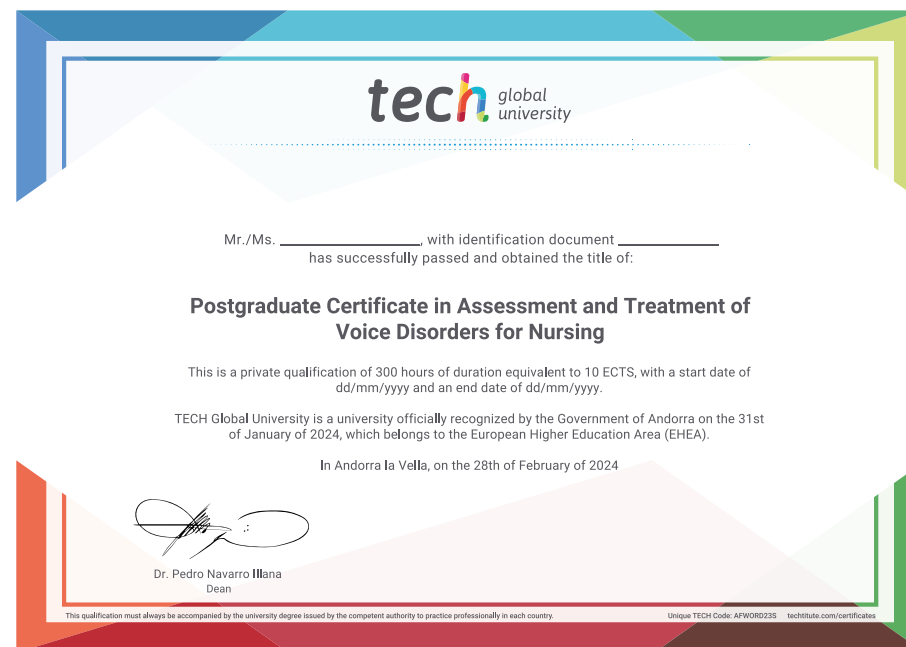 tech global university
Mr./Ms. ________________, with identification document ____________
has successfully passed and obtained the title of:
Postgraduate Certificate in Assessment and Treatment of
Voice Disorders for Nursing
This is a private qualification of 300 hours of duration equivalent to 10 ECTS, with a start date of
dd/mm/yyyy and an end date of dd/mm/yyyy.
TECH Global University is a university officially recognized by the Government of Andorra on the 31st
of January of 2024, which belongs to the European Higher Education Area (EHEA).
In Andorra la Vella, on the 28th of February of 2024
Dr. Pedro Navarro Illana
Dean
This qualification must always be accompanied by the university degree issued by the competent authority to practice professionally in each country.
Unique TECH Code: AFWORD23S techtitute.com/certificates